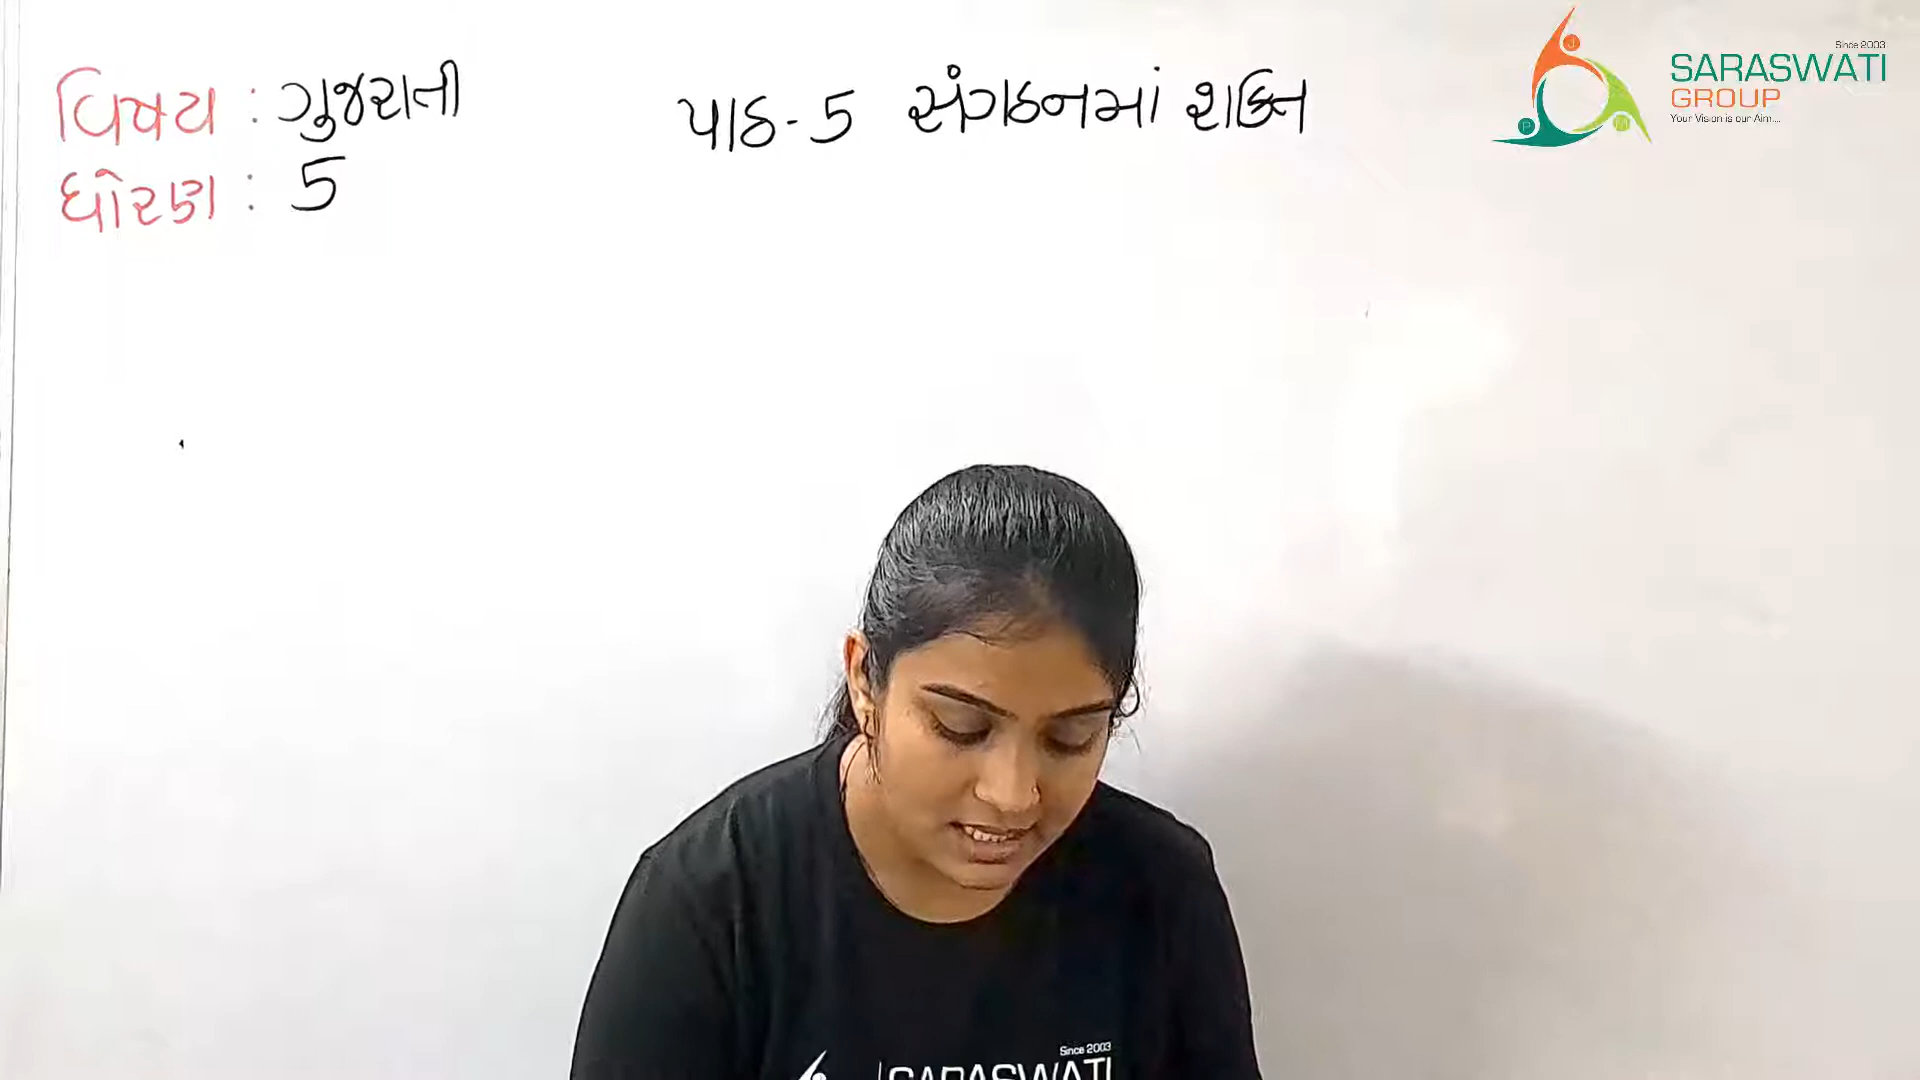 વિષય : ગુજરાતી
ધોરણ : 5
પાઠ - 5 સંગઠનમાં શક્તિ
Since 2003
SARASWATI
GROUP
Your Vision is our Aim....
J
P
M
Since 2003
SARASWATI